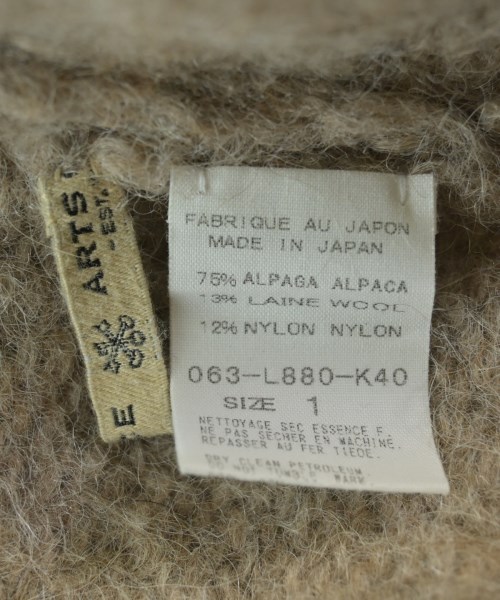 ARTS
EST.
E
FABRIQUE AU JAPON
MADE IN JAPAN
75% ALPAGA ALPACA
13% LAINE WOOL
12% NYLON NYLON
063-L880-K40
SIZE 1
NETTOYAGE SEC ESSENCE F.
NE PAS SÉCHER EN MACHINE.
REPASSER AU FER TIEDE.
DRY CLEAN PETROLEUM